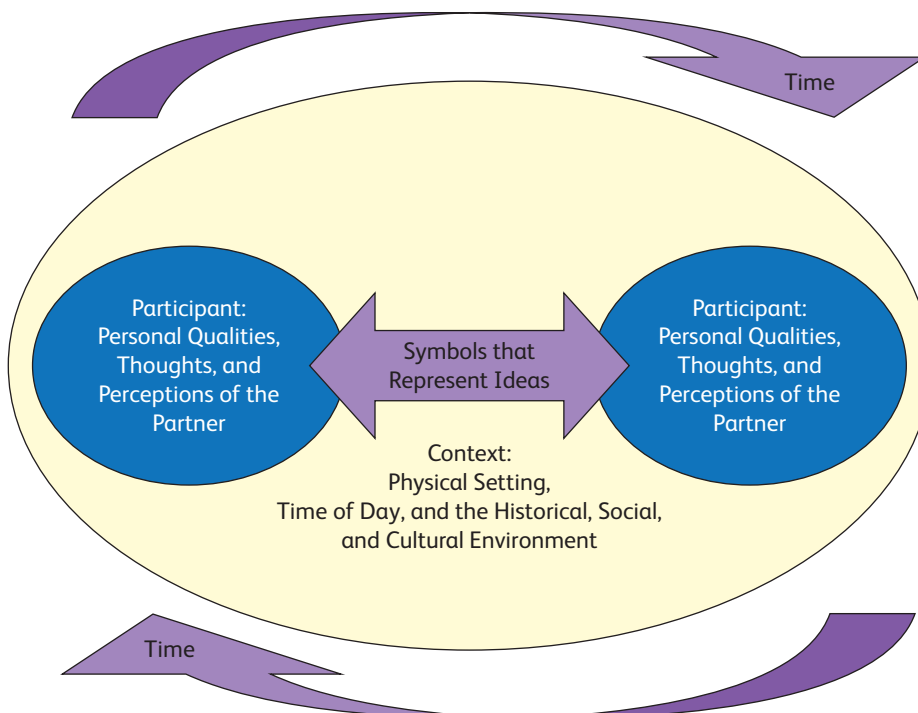 Time
Participant:
Personal Qualities,
Thoughts, and
Perceptions of the
Partner
Symbols that
Represent Ideas
Participant:
Personal Qualities,
Thoughts, and
Perceptions of the
Partner
Context:
Physical Setting,
Time of Day, and the Historical, Social,
and Cultural Environment
Time